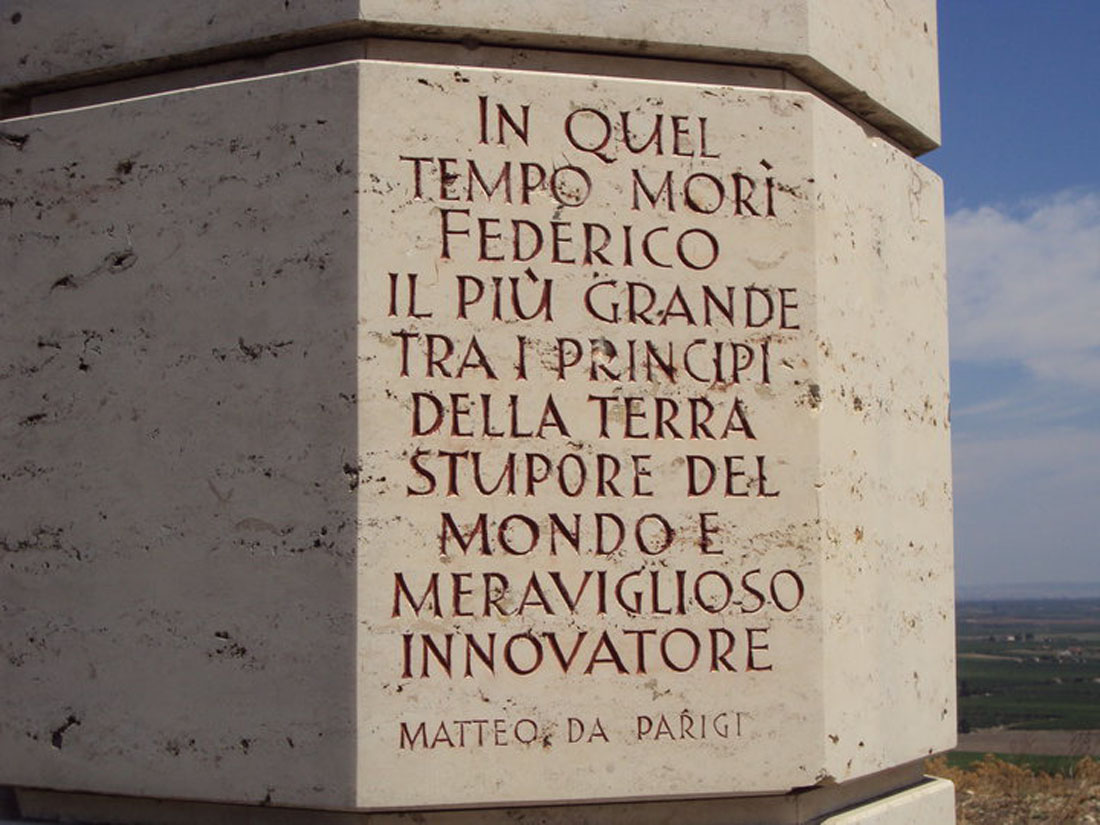 IN QUEL
TEMPO MORÌ
FEDERICO
IL PIÙ GRANDE
TRA I PRINCIPI
DELLA TERRA
STUPORE DEL
MONDO E
MERAVIGLIOSO
INNOVATORE
MATTEO DA PARIGI